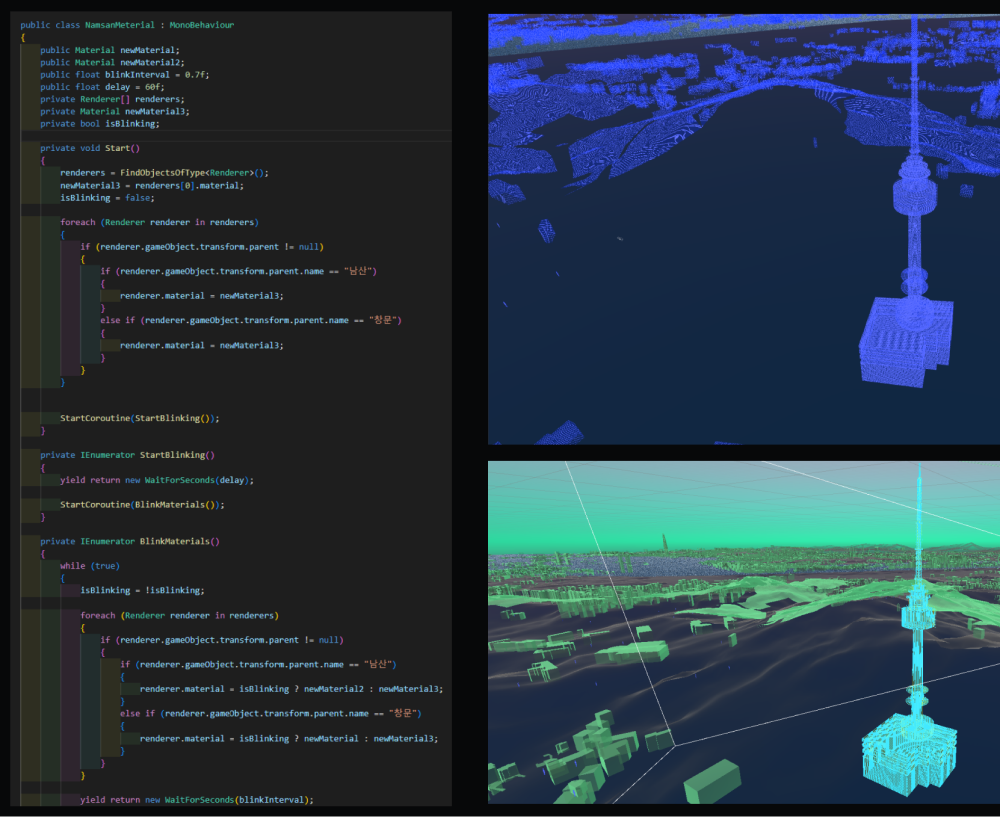 public class NamsanMeterial : MonoBehaviour
{
public Material newMaterial;
public Material newMaterial2;
public float blinkInterval = 0.7f;
public float delay = 60f;
private Renderer[] renderers;
private Material newMaterial3;
private bool isBlinking;
private void Start()
{
renderers = FindObjectsOfType<Renderer>();
newMaterial3 = renderers[0].material;
isBlinking = false;
foreach (Renderer renderer in renderers)
{
if (renderer.gameObject.transform.parent != null)
{
if (renderer.gameObject.transform.parent.name == "남산")
{
renderer.material = newMaterial3;
}
else if (renderer.gameObject.transform.parent.name == "창문")
{
renderer.material = newMaterial3;
}
}
}
StartCoroutine(StartBlinking());
}
private IEnumerator StartBlinking()
{
yield return new WaitForSeconds(delay);
StartCoroutine(BlinkMaterials());
}
private IEnumerator BlinkMaterials()
{
while (true)
{
isBlinking = !isBlinking;
foreach (Renderer renderer in renderers)
{
if (renderer.gameObject.transform.parent != null)
{
if (renderer.gameObject.transform.parent.name == "남산")
{
renderer.material = isBlinking ? newMaterial2 : newMaterial3;
}
else if (renderer.gameObject.transform.parent.name == "창문")
{
renderer.material = isBlinking ? newMaterial : newMaterial3;
}
}
}
yield return new WaitForSeconds(blinkInterval);